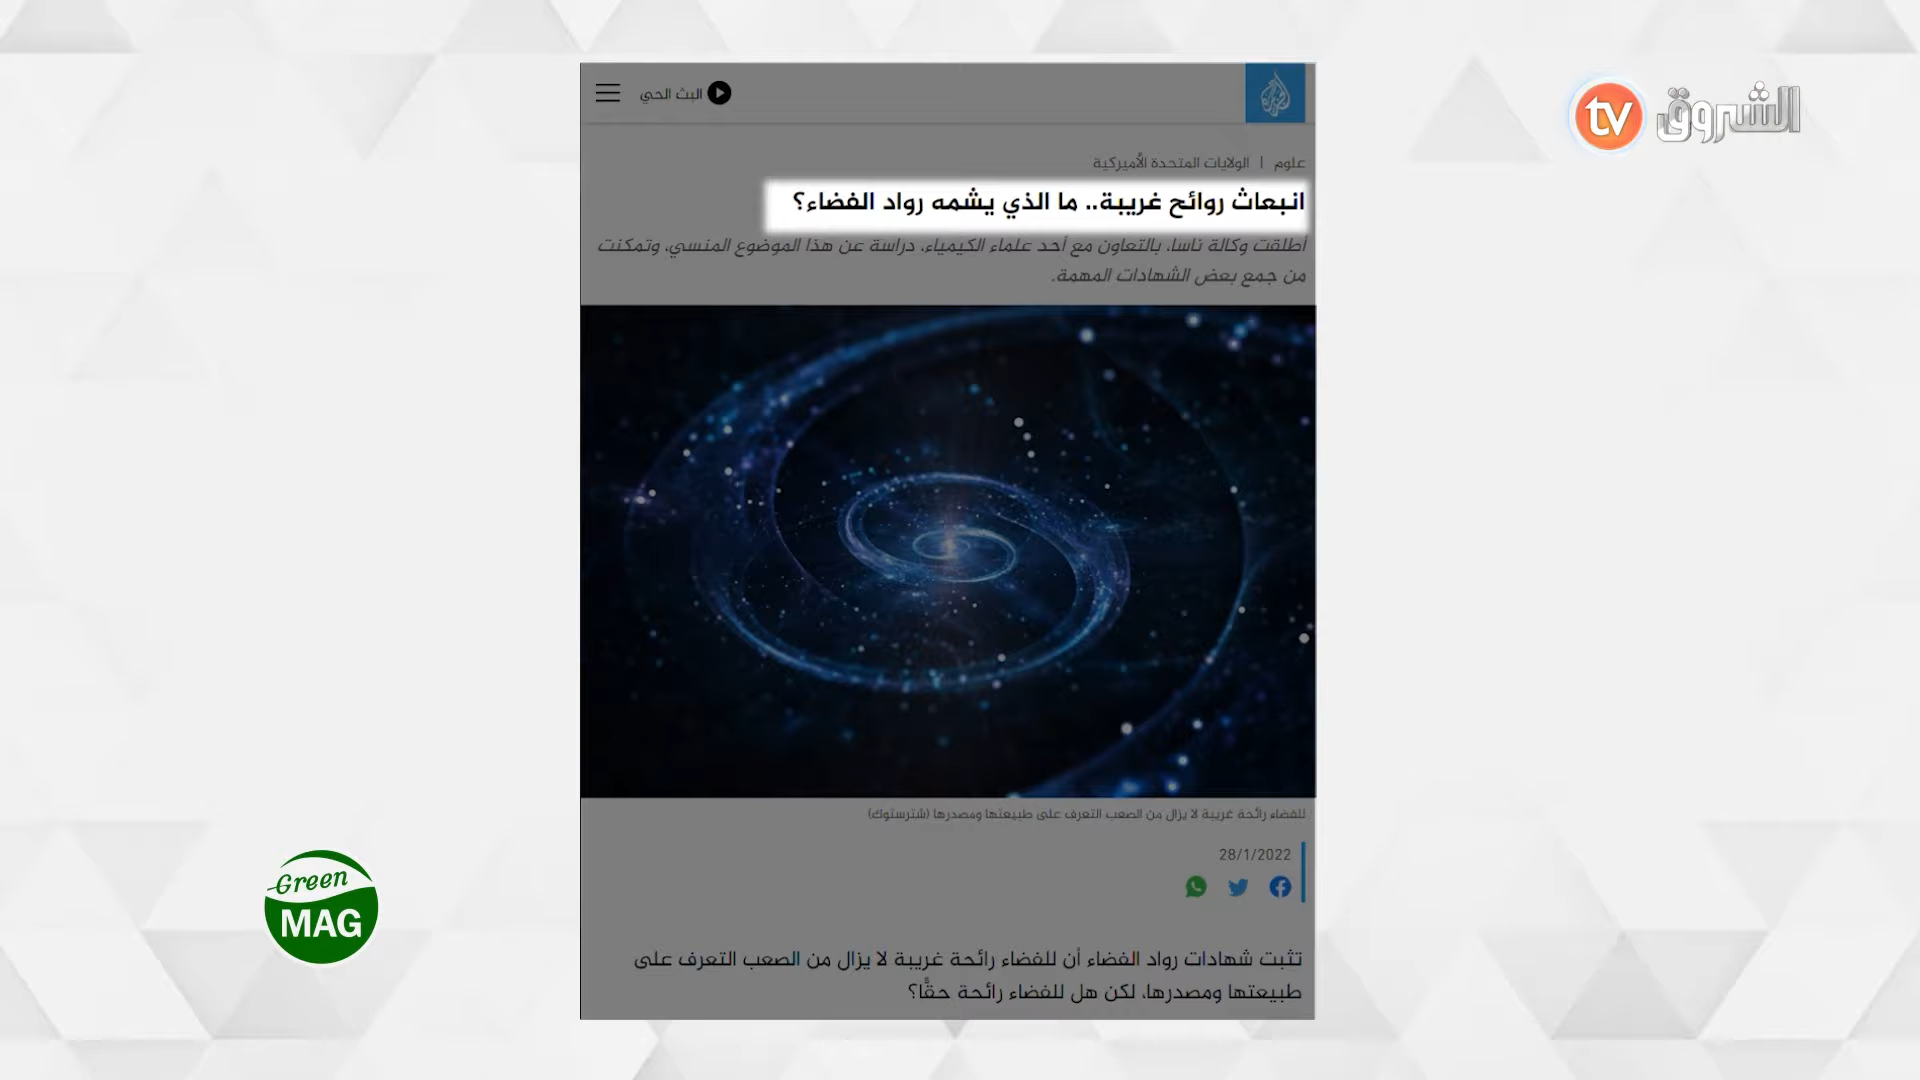 الشروق tv
البث الحي
علوم | الولايات المتحدة الأميركية
انبعاث روائح غريبة.. ما الذي يشمه رواد الفضاء؟
أطلقت وكالة ناسا، بالتعاون مع أحد علماء الكيمياء، دراسة عن هذا الموضوع المنسي، وتمكنت
من جمع بعض الشهادات المهمة.
للفضاء رائحة غريبة لا يزال من الصعب التعرف على طبيعتها ومصدرها (شترستوك)
28/1/2022
تثبت شهادات رواد الفضاء أن للفضاء رائحة غريبة لا يزال من الصعب التعرف على
طبيعتها ومصدرها، لكن هل للفضاء رائحة حقًّا؟
Green
MAG